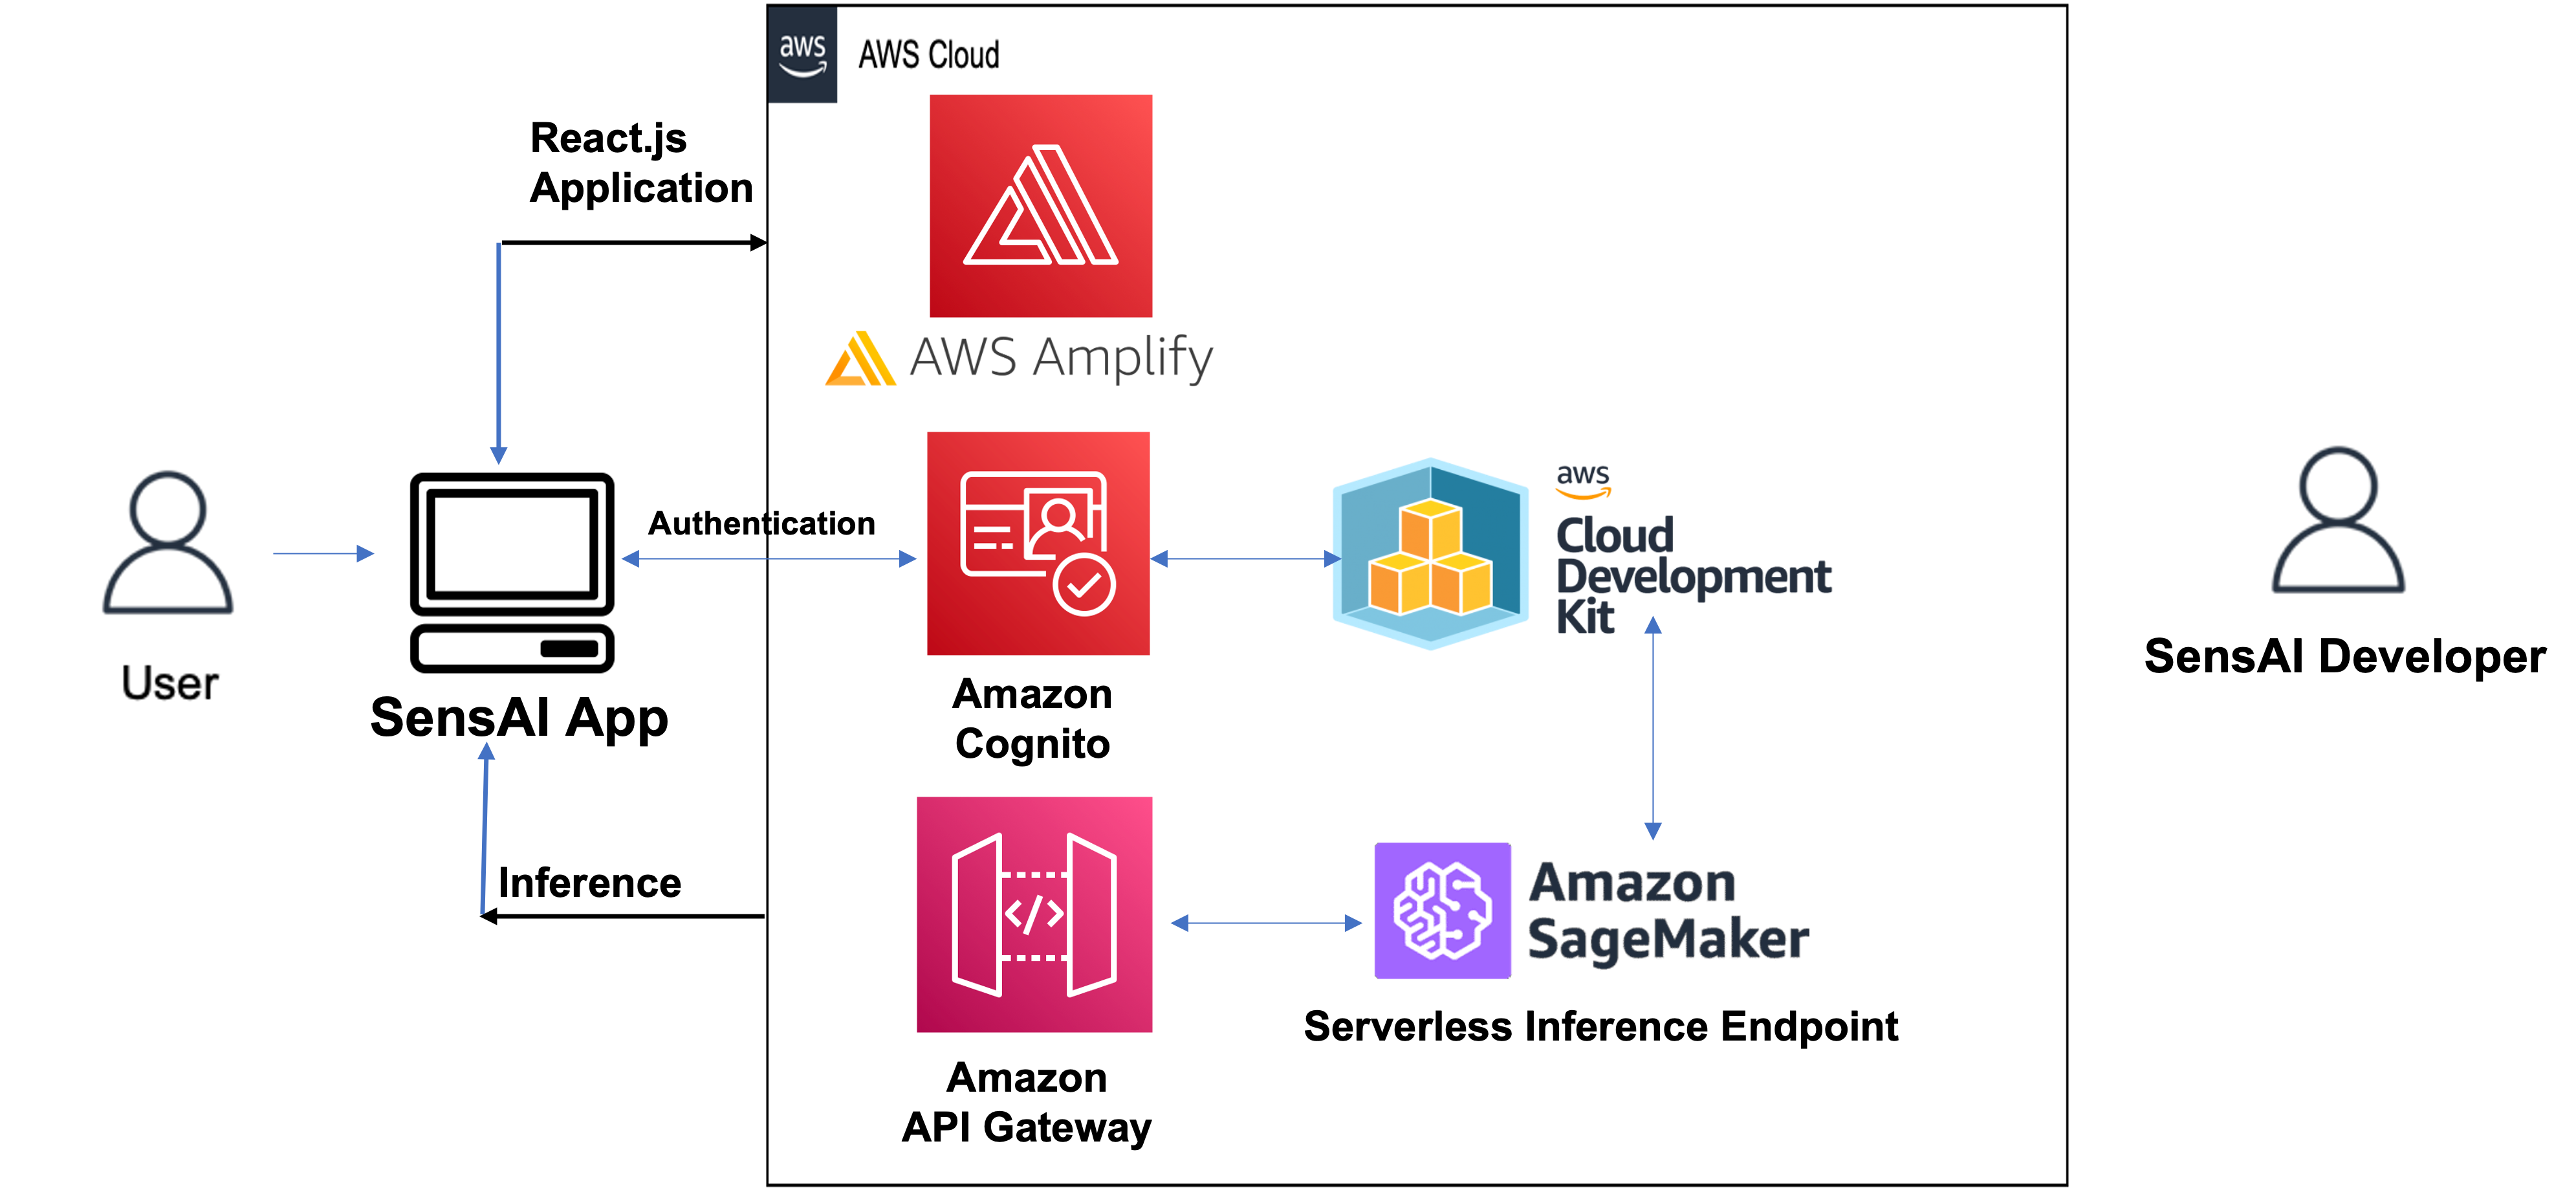 aws
AWS Cloud
React.js
Application
AWS Amplify
Authentication
aws
Cloud
Development
Kit
User
SensAI App
Amazon
Cognito
SensAI Developer
Inference
</>
Amazon
SageMaker
Serverless Inference Endpoint
Amazon
API Gateway